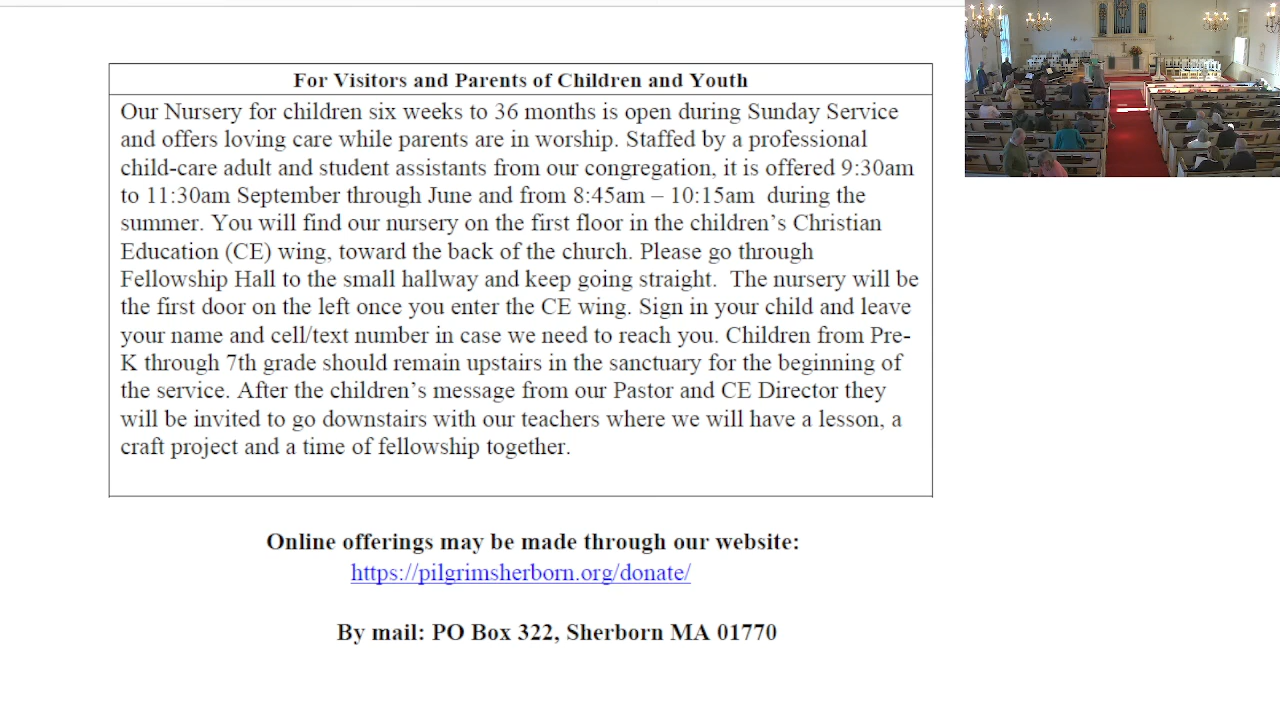 For Visitors and Parents of Children and Youth
Our Nursery for children six weeks to 36 months is open during Sunday Service
and offers loving care while parents are in worship. Staffed by a professional
child-care adult and student assistants from our congregation, it is offered 9:30am
to 11:30am September through June and from 8:45am – 10:15am  during the
summer. You will find our nursery on the first floor in the children’s Christian
Education (CE) wing, toward the back of the church. Please go through
Fellowship Hall to the small hallway and keep going straight.  The nursery will be
the first door on the left once you enter the CE wing. Sign in your child and leave
your name and cell/text number in case we need to reach you. Children from Pre-
K through 7th grade should remain upstairs in the sanctuary for the beginning of
the service. After the children’s message from our Pastor and CE Director they
will be invited to go downstairs with our teachers where we will have a lesson, a
craft project and a time of fellowship together.
Online offerings may be made through our website:
https://pilgrimsherborn.org/donate/
By mail: PO Box 322, Sherborn MA 01770